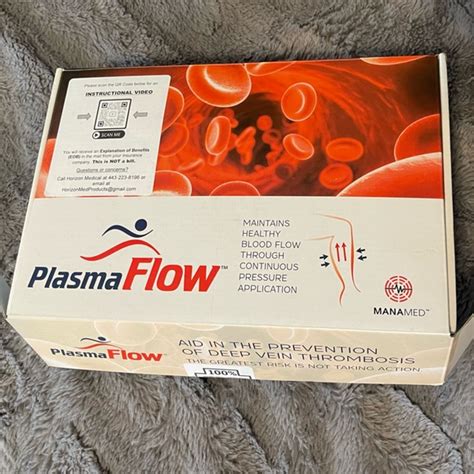 Please scan the QR Code below for an
INSTRUCTIONAL VIDEO
SCAN ME
You will receive an Explanation of Benefits
(EOB) in the mail from your insurance
company. This is NOT a bill.
Questions or concerns?
Call Horizon Medical at 443-223-8196 or
email at
HorizonMedProducts@gmail.com
PlasmaFlow™
MAINTAINS
HEALTHY
BLOOD FLOW
THROUGH
CONTINUOUS
PRESSURE
APPLICATION
MANAMED™
PlasmaFlow™
AID IN THE PREVENTION
OF DEEP VEIN THROMBOSIS
THE GREATEST RISK IS NOT TAKING ACTION
100%